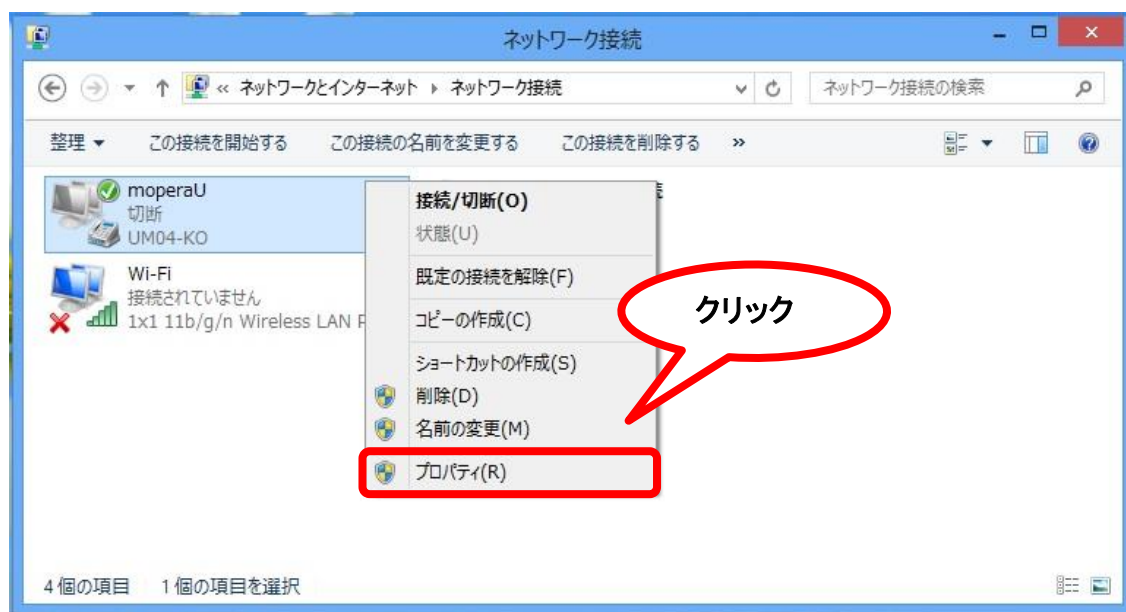 ネットワーク接続
« ネットワークとインターネット ▸ ネットワーク接続
ネットワーク接続の検索
整理 ▼ この接続を開始する この接続の名前を変更する この接続を削除する »
moperaU
切断
UM04-KO
Wi-Fi
接続されていません
1x1 11b/g/n Wireless LAN
接続/切断(O)
状態(U)
既定の接続を解除(F)
コピーの作成(C)
ショートカットの作成(S)
削除(D)
名前の変更(M)
プロパティ(R)
クリック
4 個の項目 1 個の項目を選択